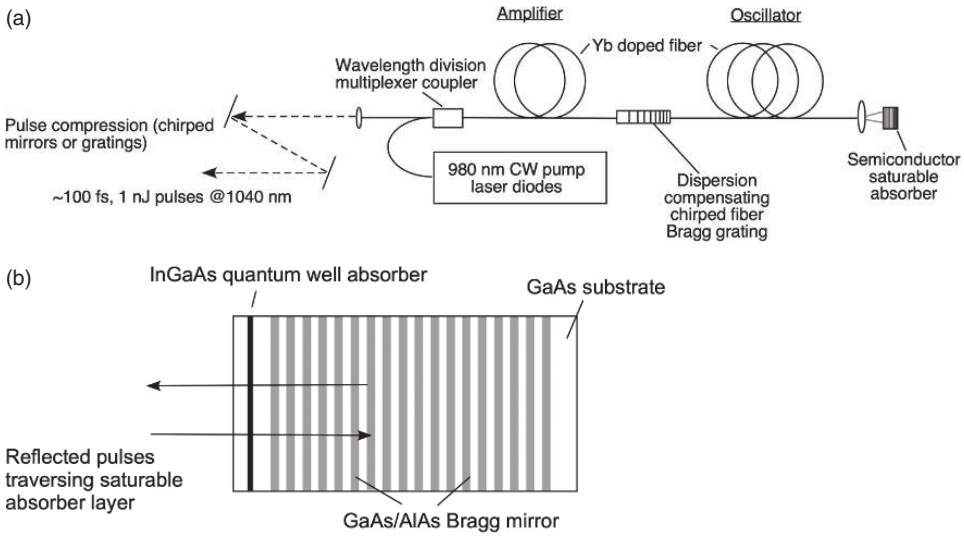 (a)
Amplifier
Oscillator
Yb doped fiber
Wavelength division
multiplexer coupler
Pulse compression (chirped
mirrors or gratings)
980 nm CW pump
laser diodes
~100 fs, 1 nJ pulses @1040 nm
Dispersion
compensating
chirped fiber
Bragg grating
Semiconductor
saturable
absorber
(b)
InGaAs quantum well absorber
GaAs substrate
Reflected pulses
traversing saturable
absorber layer
GaAs/AlAs Bragg mirror